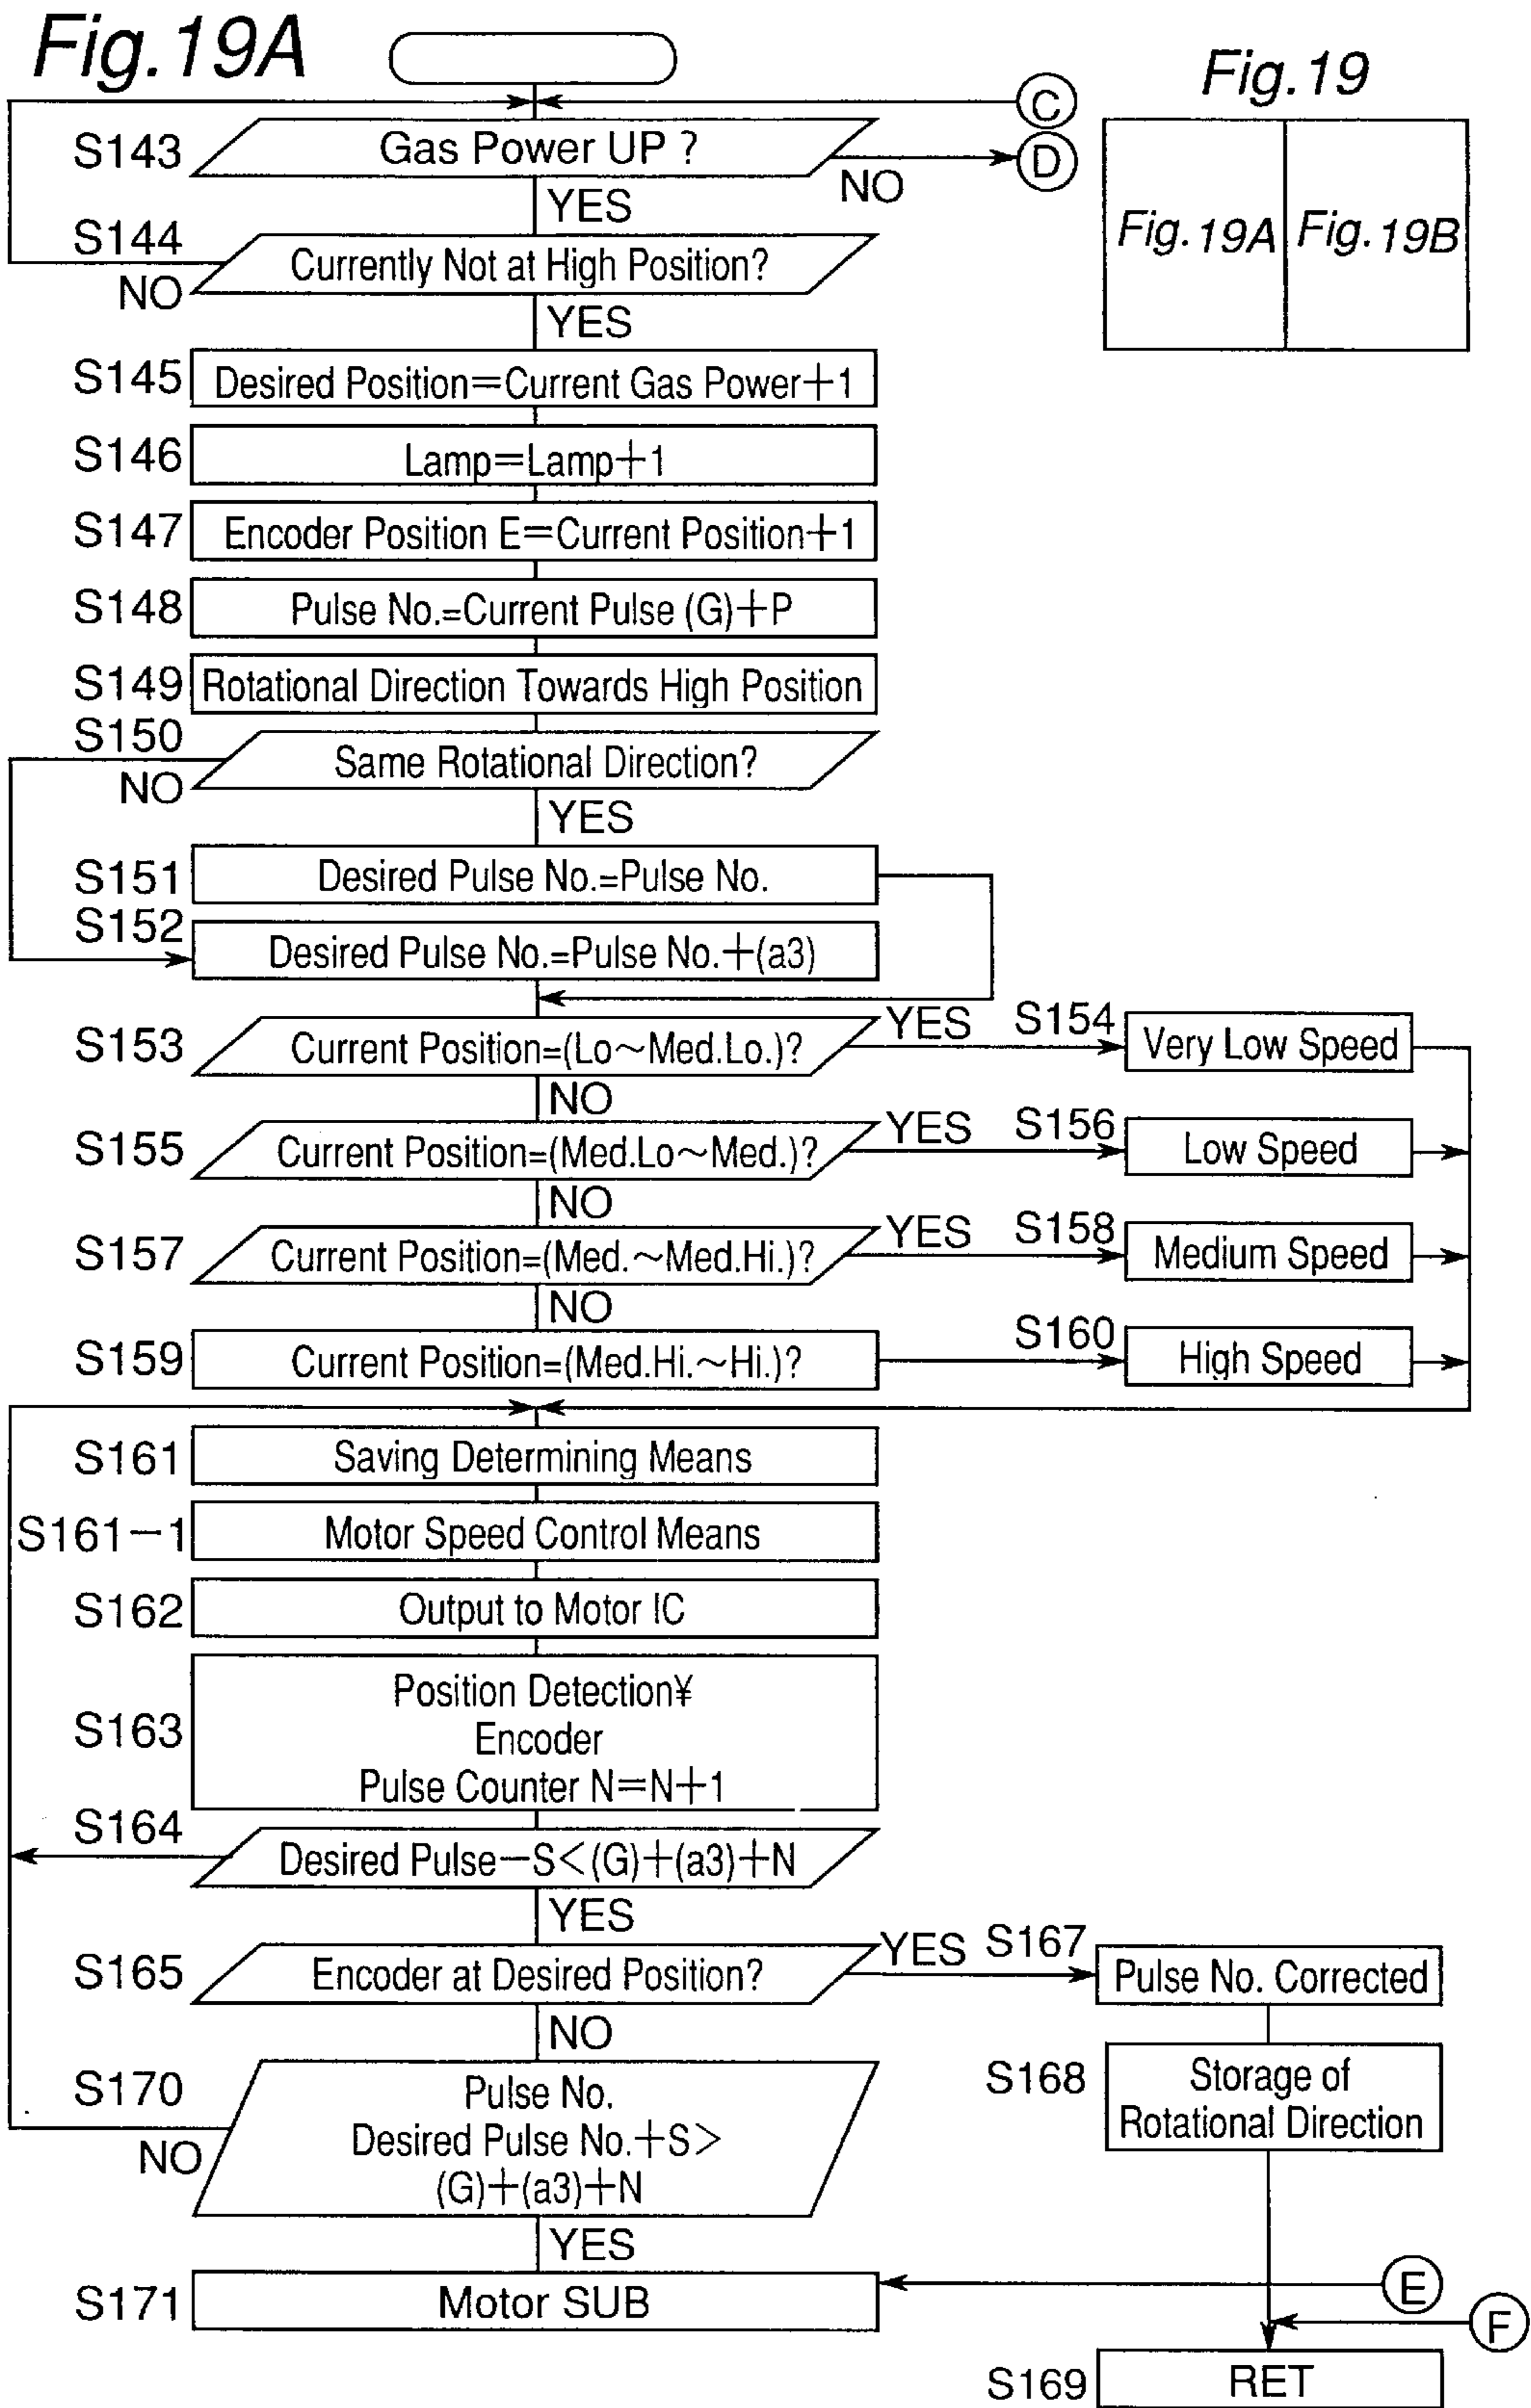 Fig.19A
Fig.19
Fig.19A
Fig.19B
C
S143
Gas Power UP ?
D
NO
YES
S144
Currently Not at High Position?
NO
YES
S145
Desired Position=Current Gas Power+1
S146
Lamp=Lamp+1
S147
Encoder Position E=Current Position+1
S148
Pulse No.=Current Pulse (G)+P
S149
Rotational Direction Towards High Position
S150
Same Rotational Direction?
NO
YES
S151
Desired Pulse No.=Pulse No.
S152
Desired Pulse No.=Pulse No.+(a3)
S153
Current Position=(Lo~Med.Lo.)?
YES
S154
Very Low Speed
NO
S155
Current Position=(Med.Lo~Med.)?
YES
S156
Low Speed
NO
S157
Current Position=(Med.~Med.Hi.)?
YES
S158
Medium Speed
NO
S159
Current Position=(Med.Hi.~Hi.)?
S160
High Speed
S161
Saving Determining Means
S161-1
Motor Speed Control Means
S162
Output to Motor IC
S163
Position Detection¥
Encoder
Pulse Counter N=N+1
S164
Desired Pulse-S<(G)+(a3)+N
YES
S165
Encoder at Desired Position?
YES
S167
Pulse No. Corrected
NO
S168
Storage of
Rotational Direction
S170
Pulse No.
Desired Pulse No.+S>
(G)+(a3)+N
NO
YES
S171
Motor SUB
E
F
S169
RET